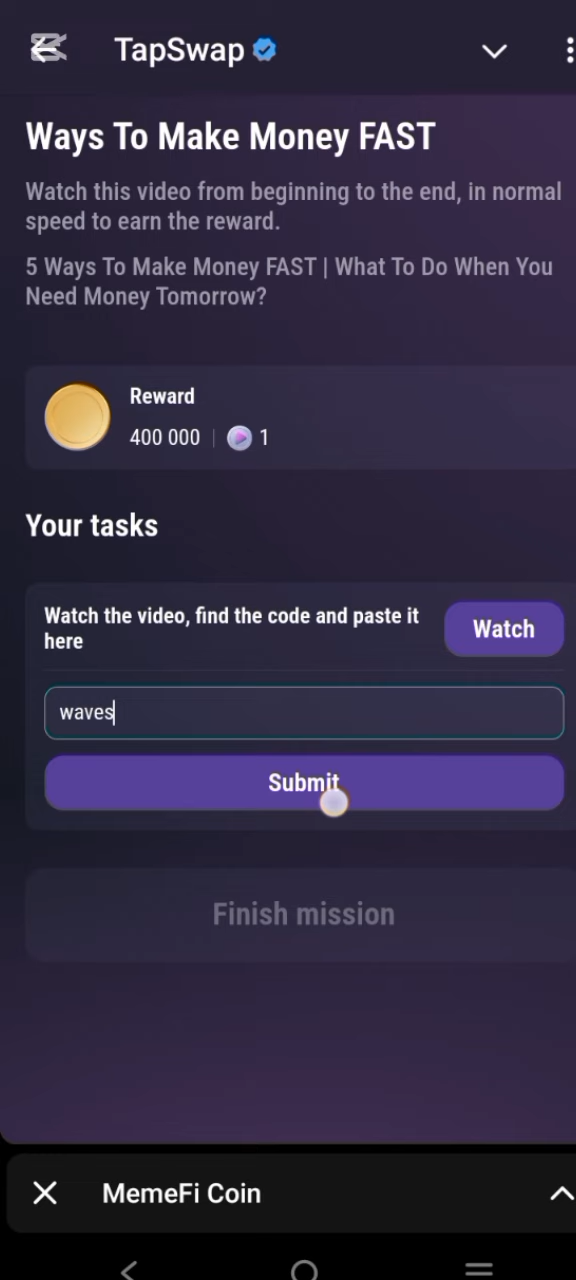 TapSwap
Ways To Make Money FAST
Watch this video from beginning to the end, in normal
speed to earn the reward.
5 Ways To Make Money FAST | What To Do When You
Need Money Tomorrow?
Reward
400 000 | 1
Your tasks
Watch the video, find the code and paste it
here
Watch
waves
Submit
Finish mission
MemeFi Coin